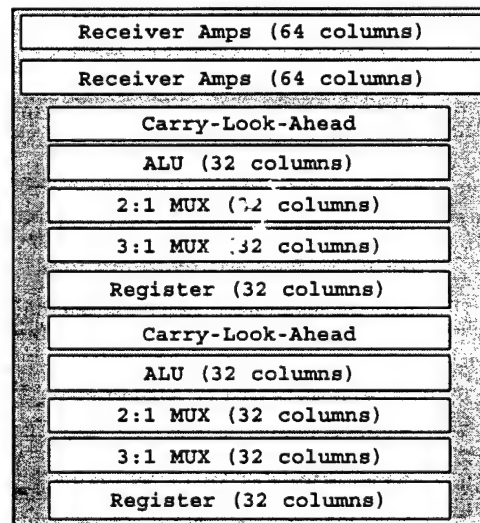 Receiver Amps (64 columns)
Receiver Amps (64 columns)
Carry-Look-Ahead
ALU (32 columns)
2:1 MUX (32 columns)
3:1 MUX (32 columns)
Register (32 columns)
Carry-Look-Ahead
ALU (32 columns)
2:1 MUX (32 columns)
3:1 MUX (32 columns)
Register (32 columns)